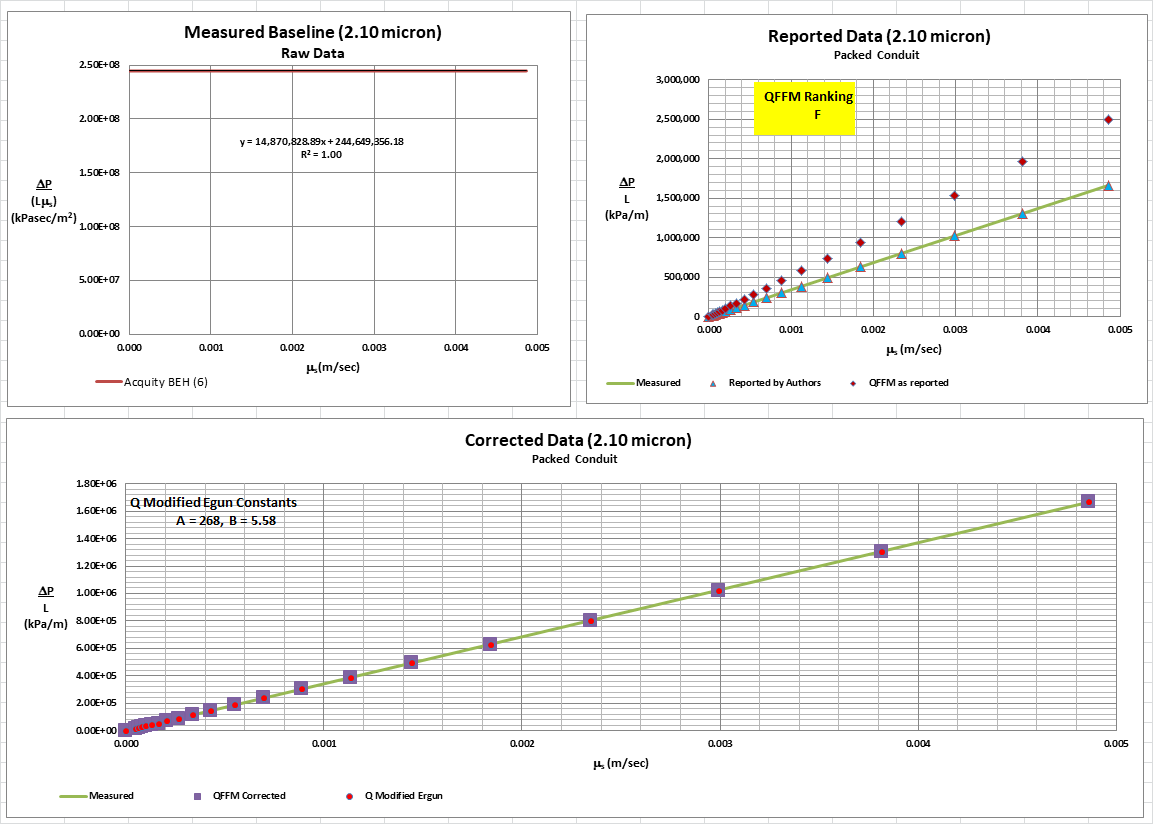 Measured Baseline (2.10 micron)
Raw Data
2.50E+08
2.00E+08
1.50E+08
1.00E+08
5.00E+07
0.00E+00
ΔP
(Lμs)
(kPasec/m²)
y = 14,870,828.89x + 244,649,356.18
R² = 1.00
0.000 0.001 0.002 0.003 0.004 0.005
μs(m/sec)
Acquity BEH (6)
Reported Data (2.10 micron)
Packed Conduit
QFFM Ranking
F
3,000,000
2,500,000
2,000,000
1,500,000
1,000,000
500,000
0
ΔP
L
(kPa/m)
0.000 0.001 0.002 0.003 0.004 0.005
μs (m/sec)
Measured Reported by Authors QFFM as reported
Corrected Data (2.10 micron)
Packed Conduit
Q Modified Egun Constants
A = 268, B = 5.58
1.80E+06
1.60E+06
1.40E+06
1.20E+06
1.00E+06
8.00E+05
6.00E+05
4.00E+05
2.00E+05
0.00E+00
ΔP
L
(kPa/m)
0.000 0.001 0.002 0.003 0.004 0.005
μs (m/sec)
Measured QFFM Corrected Q Modified Ergun